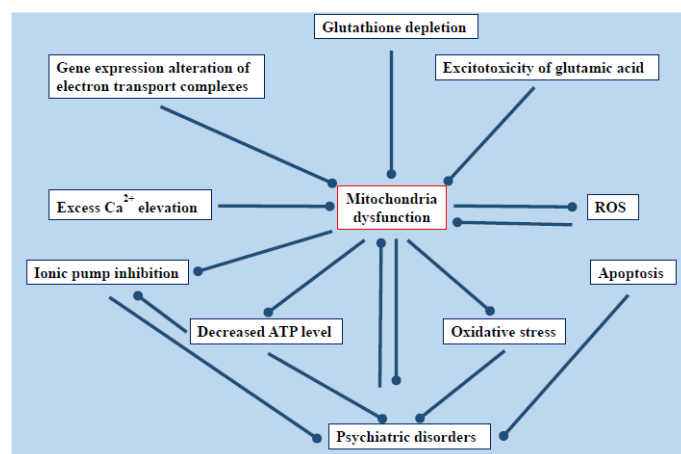 Glutathione depletion
Gene expression alteration of
electron transport complexes
Excitotoxicity of glutamic acid
Excess Ca²⁺ elevation
Mitochondria
dysfunction
ROS
Ionic pump inhibition
Apoptosis
Decreased ATP level
Oxidative stress
Psychiatric disorders